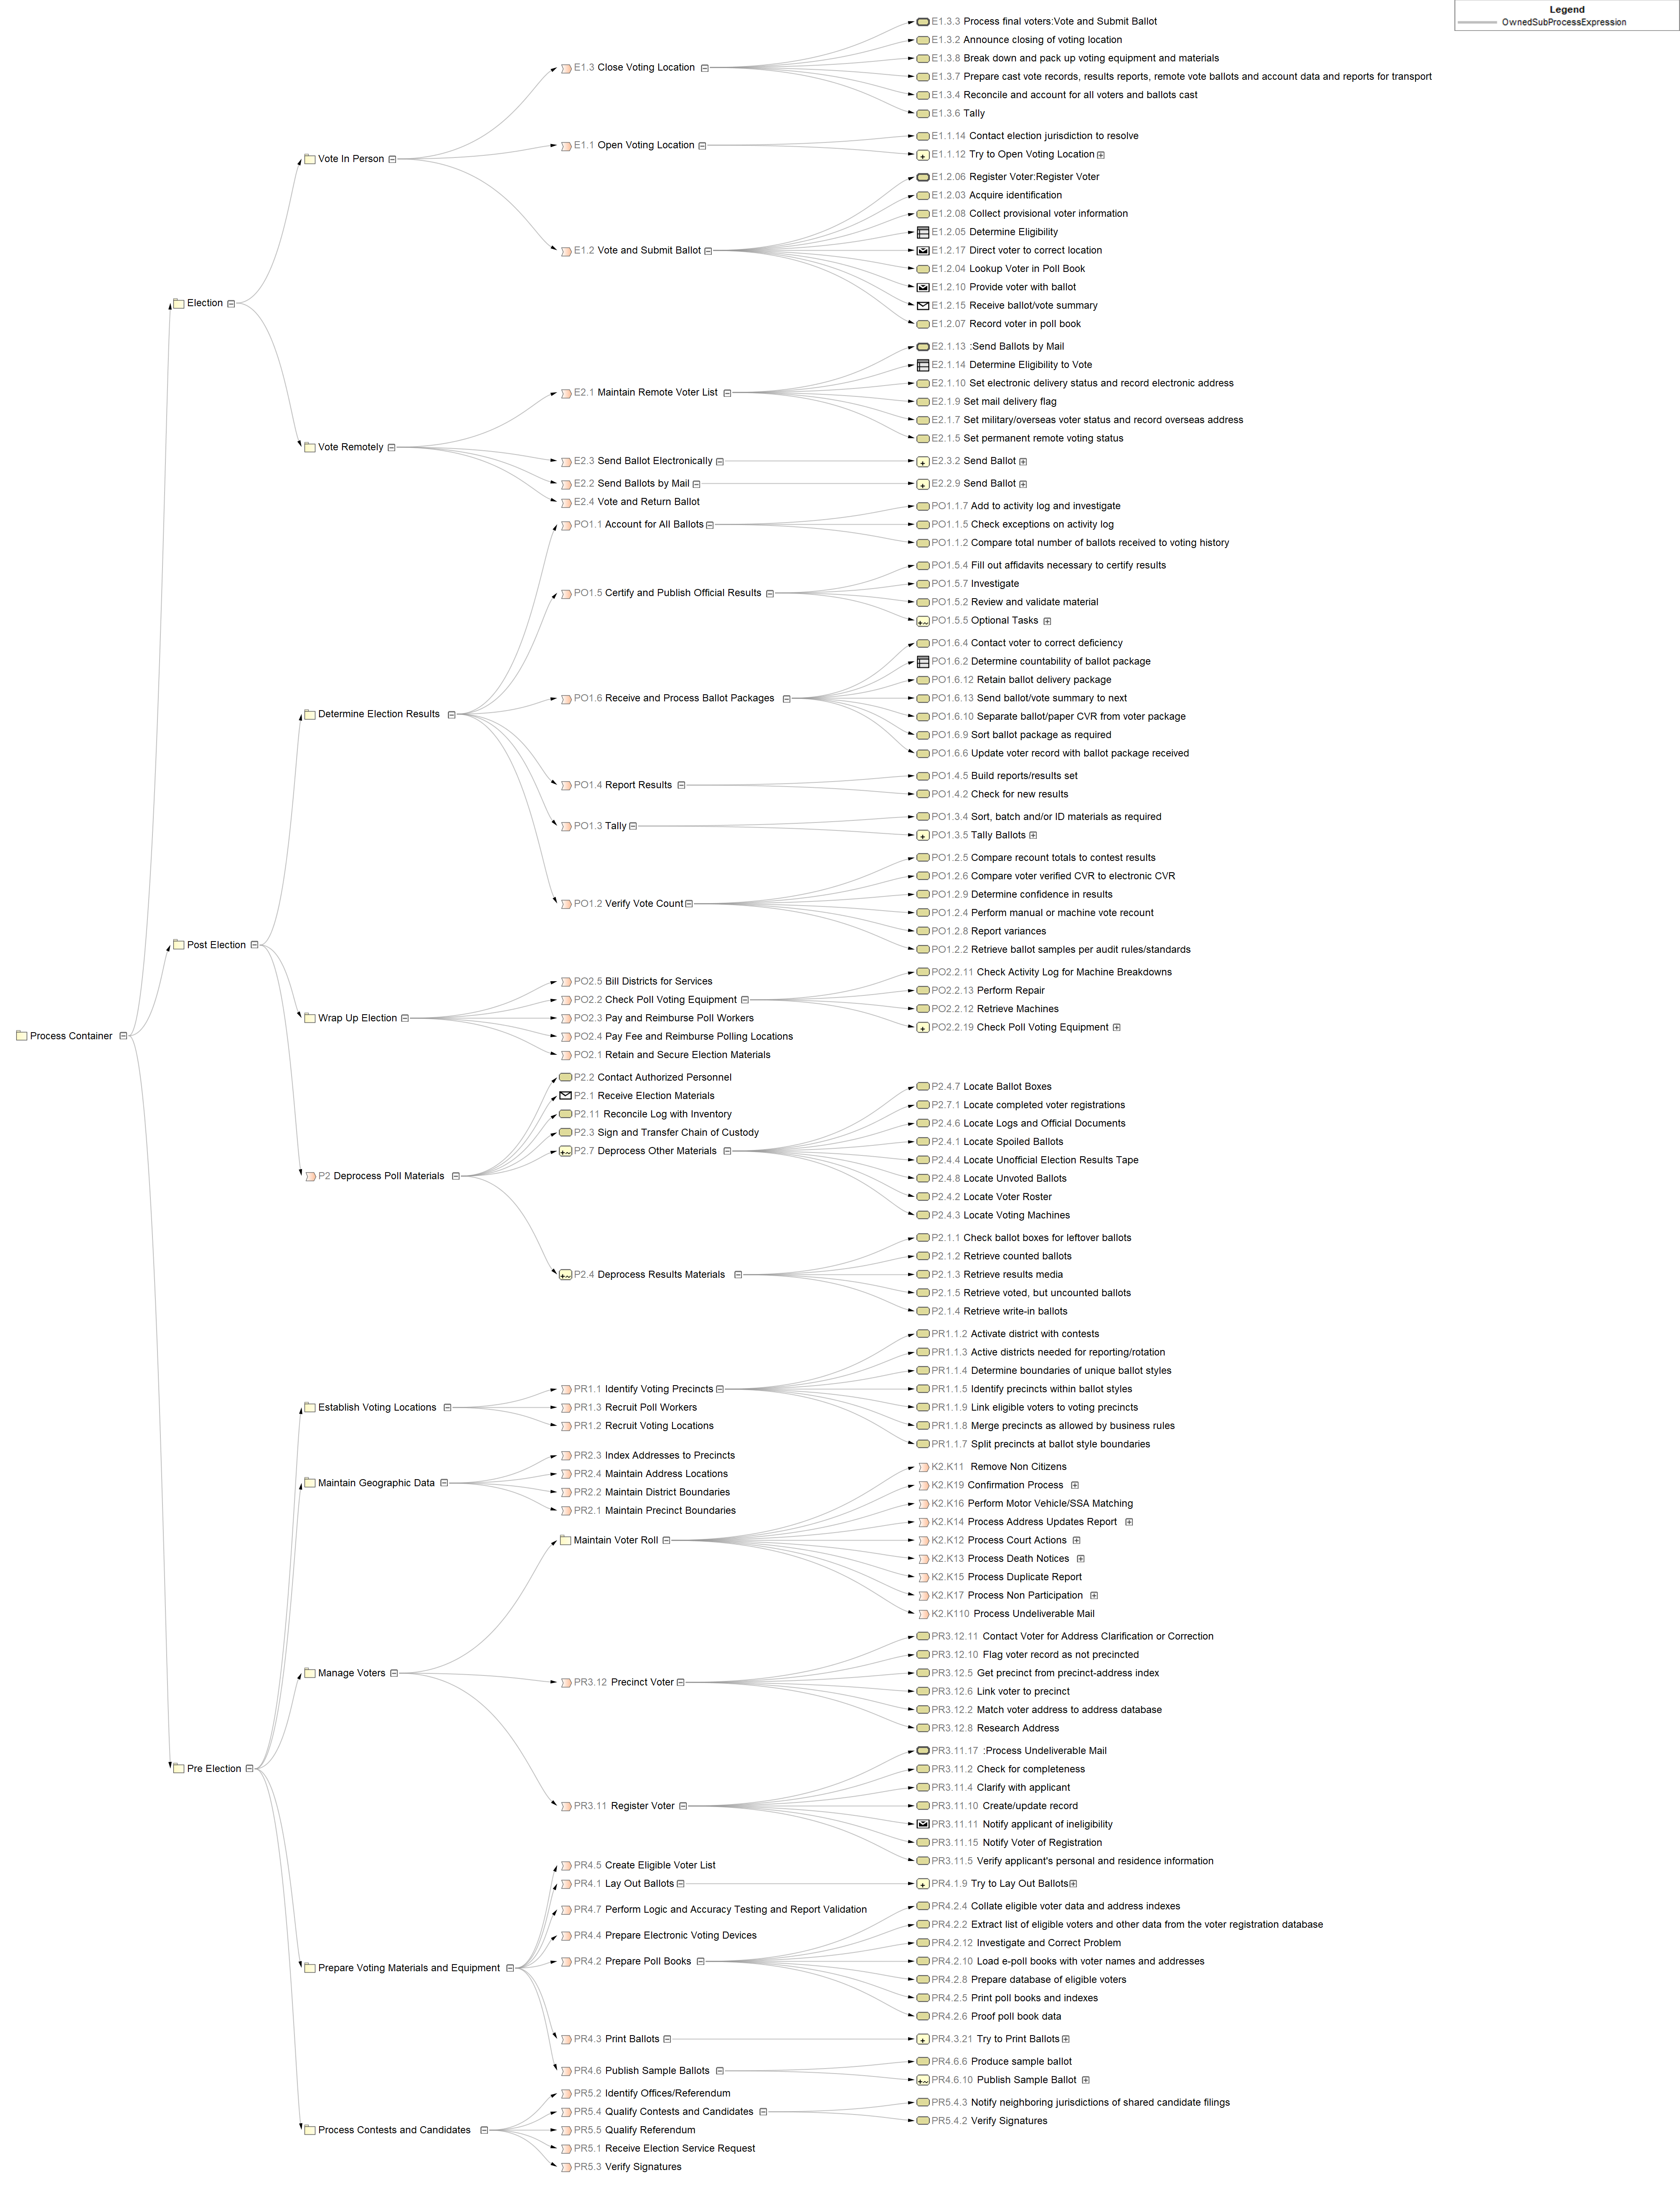 Legend
OwnedSubProcessExpression
Process Container
Election
Vote In Person
E1.3 Close Voting Location
E1.3.3 Process final voters:Vote and Submit Ballot
E1.3.2 Announce closing of voting location
E1.3.8 Break down and pack up voting equipment and materials
E1.3.7 Prepare cast vote records, results reports, remote vote ballots and account data and reports for transport
E1.3.4 Reconcile and account for all voters and ballots cast
E1.3.6 Tally
E1.1 Open Voting Location
E1.1.14 Contact election jurisdiction to resolve
E1.1.12 Try to Open Voting Location
E1.2 Vote and Submit Ballot
E1.2.06 Register Voter:Register Voter
E1.2.03 Acquire identification
E1.2.08 Collect provisional voter information
E1.2.05 Determine Eligibility
E1.2.17 Direct voter to correct location
E1.2.04 Lookup Voter in Poll Book
E1.2.10 Provide voter with ballot
E1.2.15 Receive ballot/vote summary
E1.2.07 Record voter in poll book
Vote Remotely
E2.1 Maintain Remote Voter List
E2.1.13 :Send Ballots by Mail
E2.1.14 Determine Eligibility to Vote
E2.1.10 Set electronic delivery status and record electronic address
E2.1.9 Set mail delivery flag
E2.1.7 Set military/overseas voter status and record overseas address
E2.1.5 Set permanent remote voting status
E2.3 Send Ballot Electronically
E2.3.2 Send Ballot
E2.2 Send Ballots by Mail
E2.2.9 Send Ballot
E2.4 Vote and Return Ballot
Post Election
Determine Election Results
PO1.1 Account for All Ballots
PO1.1.7 Add to activity log and investigate
PO1.1.5 Check exceptions on activity log
PO1.1.2 Compare total number of ballots received to voting history
PO1.5 Certify and Publish Official Results
PO1.5.4 Fill out affidavits necessary to certify results
PO1.5.7 Investigate
PO1.5.2 Review and validate material
PO1.5.5 Optional Tasks
PO1.6 Receive and Process Ballot Packages
PO1.6.4 Contact voter to correct deficiency
PO1.6.2 Determine countability of ballot package
PO1.6.12 Retain ballot delivery package
PO1.6.13 Send ballot/vote summary to next
PO1.6.10 Separate ballot/paper CVR from voter package
PO1.6.9 Sort ballot package as required
PO1.6.6 Update voter record with ballot package received
PO1.4 Report Results
PO1.4.5 Build reports/results set
PO1.4.2 Check for new results
PO1.3 Tally
PO1.3.4 Sort, batch and/or ID materials as required
PO1.3.5 Tally Ballots
PO1.2 Verify Vote Count
PO1.2.5 Compare recount totals to contest results
PO1.2.6 Compare voter verified CVR to electronic CVR
PO1.2.9 Determine confidence in results
PO1.2.4 Perform manual or machine vote recount
PO1.2.8 Report variances
PO1.2.2 Retrieve ballot samples per audit rules/standards
Wrap Up Election
PO2.5 Bill Districts for Services
PO2.2 Check Poll Voting Equipment
PO2.2.11 Check Activity Log for Machine Breakdowns
PO2.2.13 Perform Repair
PO2.2.12 Retrieve Machines
PO2.2.19 Check Poll Voting Equipment
PO2.3 Pay and Reimburse Poll Workers
PO2.4 Pay Fee and Reimburse Polling Locations
PO2.1 Retain and Secure Election Materials
P2 Deprocess Poll Materials
P2.2 Contact Authorized Personnel
P2.1 Receive Election Materials
P2.11 Reconcile Log with Inventory
P2.3 Sign and Transfer Chain of Custody
P2.7 Deprocess Other Materials
P2.4.7 Locate Ballot Boxes
P2.7.1 Locate completed voter registrations
P2.4.6 Locate Logs and Official Documents
P2.4.1 Locate Spoiled Ballots
P2.4.4 Locate Unofficial Election Results Tape
P2.4.8 Locate Unvoted Ballots
P2.4.2 Locate Voter Roster
P2.4.3 Locate Voting Machines
P2.4 Deprocess Results Materials
P2.1.1 Check ballot boxes for leftover ballots
P2.1.2 Retrieve counted ballots
P2.1.3 Retrieve results media
P2.1.5 Retrieve voted, but uncounted ballots
P2.1.4 Retrieve write-in ballots
Pre Election
Establish Voting Locations
PR1.1 Identify Voting Precincts
PR1.1.2 Activate district with contests
PR1.1.3 Active districts needed for reporting/rotation
PR1.1.4 Determine boundaries of unique ballot styles
PR1.1.5 Identify precincts within ballot styles
PR1.1.9 Link eligible voters to voting precincts
PR1.1.8 Merge precincts as allowed by business rules
PR1.1.7 Split precincts at ballot style boundaries
PR1.3 Recruit Poll Workers
PR1.2 Recruit Voting Locations
Maintain Geographic Data
PR2.3 Index Addresses to Precincts
PR2.4 Maintain Address Locations
PR2.2 Maintain District Boundaries
PR2.1 Maintain Precinct Boundaries
Manage Voters
Maintain Voter Roll
K2.K11 Remove Non Citizens
K2.K19 Confirmation Process
K2.K16 Perform Motor Vehicle/SSA Matching
K2.K14 Process Address Updates Report
K2.K12 Process Court Actions
K2.K13 Process Death Notices
K2.K15 Process Duplicate Report
K2.K17 Process Non Participation
K2.K110 Process Undeliverable Mail
PR3.12 Precinct Voter
PR3.12.11 Contact Voter for Address Clarification or Correction
PR3.12.10 Flag voter record as not precincted
PR3.12.5 Get precinct from precinct-address index
PR3.12.6 Link voter to precinct
PR3.12.2 Match voter address to address database
PR3.12.8 Research Address
PR3.11 Register Voter
PR3.11.17 :Process Undeliverable Mail
PR3.11.2 Check for completeness
PR3.11.4 Clarify with applicant
PR3.11.10 Create/update record
PR3.11.11 Notify applicant of ineligibility
PR3.11.15 Notify Voter of Registration
PR3.11.5 Verify applicant's personal and residence information
Prepare Voting Materials and Equipment
PR4.5 Create Eligible Voter List
PR4.1 Lay Out Ballots
PR4.1.9 Try to Lay Out Ballots
PR4.7 Perform Logic and Accuracy Testing and Report Validation
PR4.4 Prepare Electronic Voting Devices
PR4.2 Prepare Poll Books
PR4.2.4 Collate eligible voter data and address indexes
PR4.2.2 Extract list of eligible voters and other data from the voter registration database
PR4.2.12 Investigate and Correct Problem
PR4.2.10 Load e-poll books with voter names and addresses
PR4.2.8 Prepare database of eligible voters
PR4.2.5 Print poll books and indexes
PR4.2.6 Proof poll book data
PR4.3 Print Ballots
PR4.3.21 Try to Print Ballots
PR4.6 Publish Sample Ballots
PR4.6.6 Produce sample ballot
PR4.6.10 Publish Sample Ballot
Process Contests and Candidates
PR5.2 Identify Offices/Referendum
PR5.4 Qualify Contests and Candidates
PR5.4.3 Notify neighboring jurisdictions of shared candidate filings
PR5.4.2 Verify Signatures
PR5.5 Qualify Referendum
PR5.1 Receive Election Service Request
PR5.3 Verify Signatures